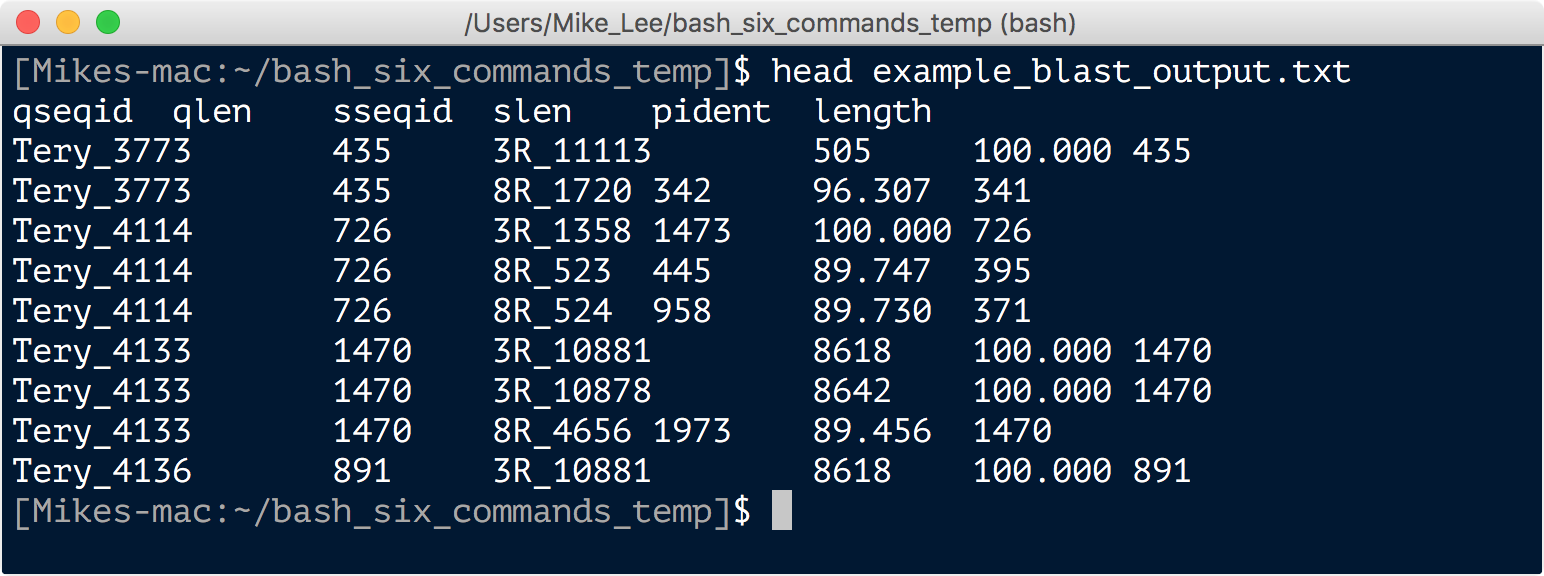 /Users/Mike_Lee/bash_six_commands_temp (bash)
[Mikes-mac:~/bash_six_commands_temp]$ head example_blast_output.txt
qseqid  qlen    sseqid  slen    pident  length
Tery_3773       435     3R_11113        505     100.000 435
Tery_3773       435     8R_1720 342     96.307  341
Tery_4114       726     3R_1358 1473    100.000 726
Tery_4114       726     8R_523  445     89.747  395
Tery_4114       726     8R_524  958     89.730  371
Tery_4133       1470    3R_10881        8618    100.000 1470
Tery_4133       1470    3R_10878        8642    100.000 1470
Tery_4133       1470    8R_4656 1973    89.456  1470
Tery_4136       891     3R_10881        8618    100.000 891
[Mikes-mac:~/bash_six_commands_temp]$